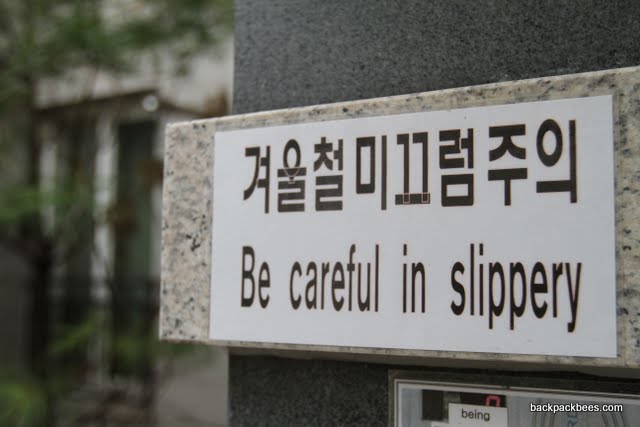 겨울철미끄럼주의
Be careful in slippery
being
backpackbees.com